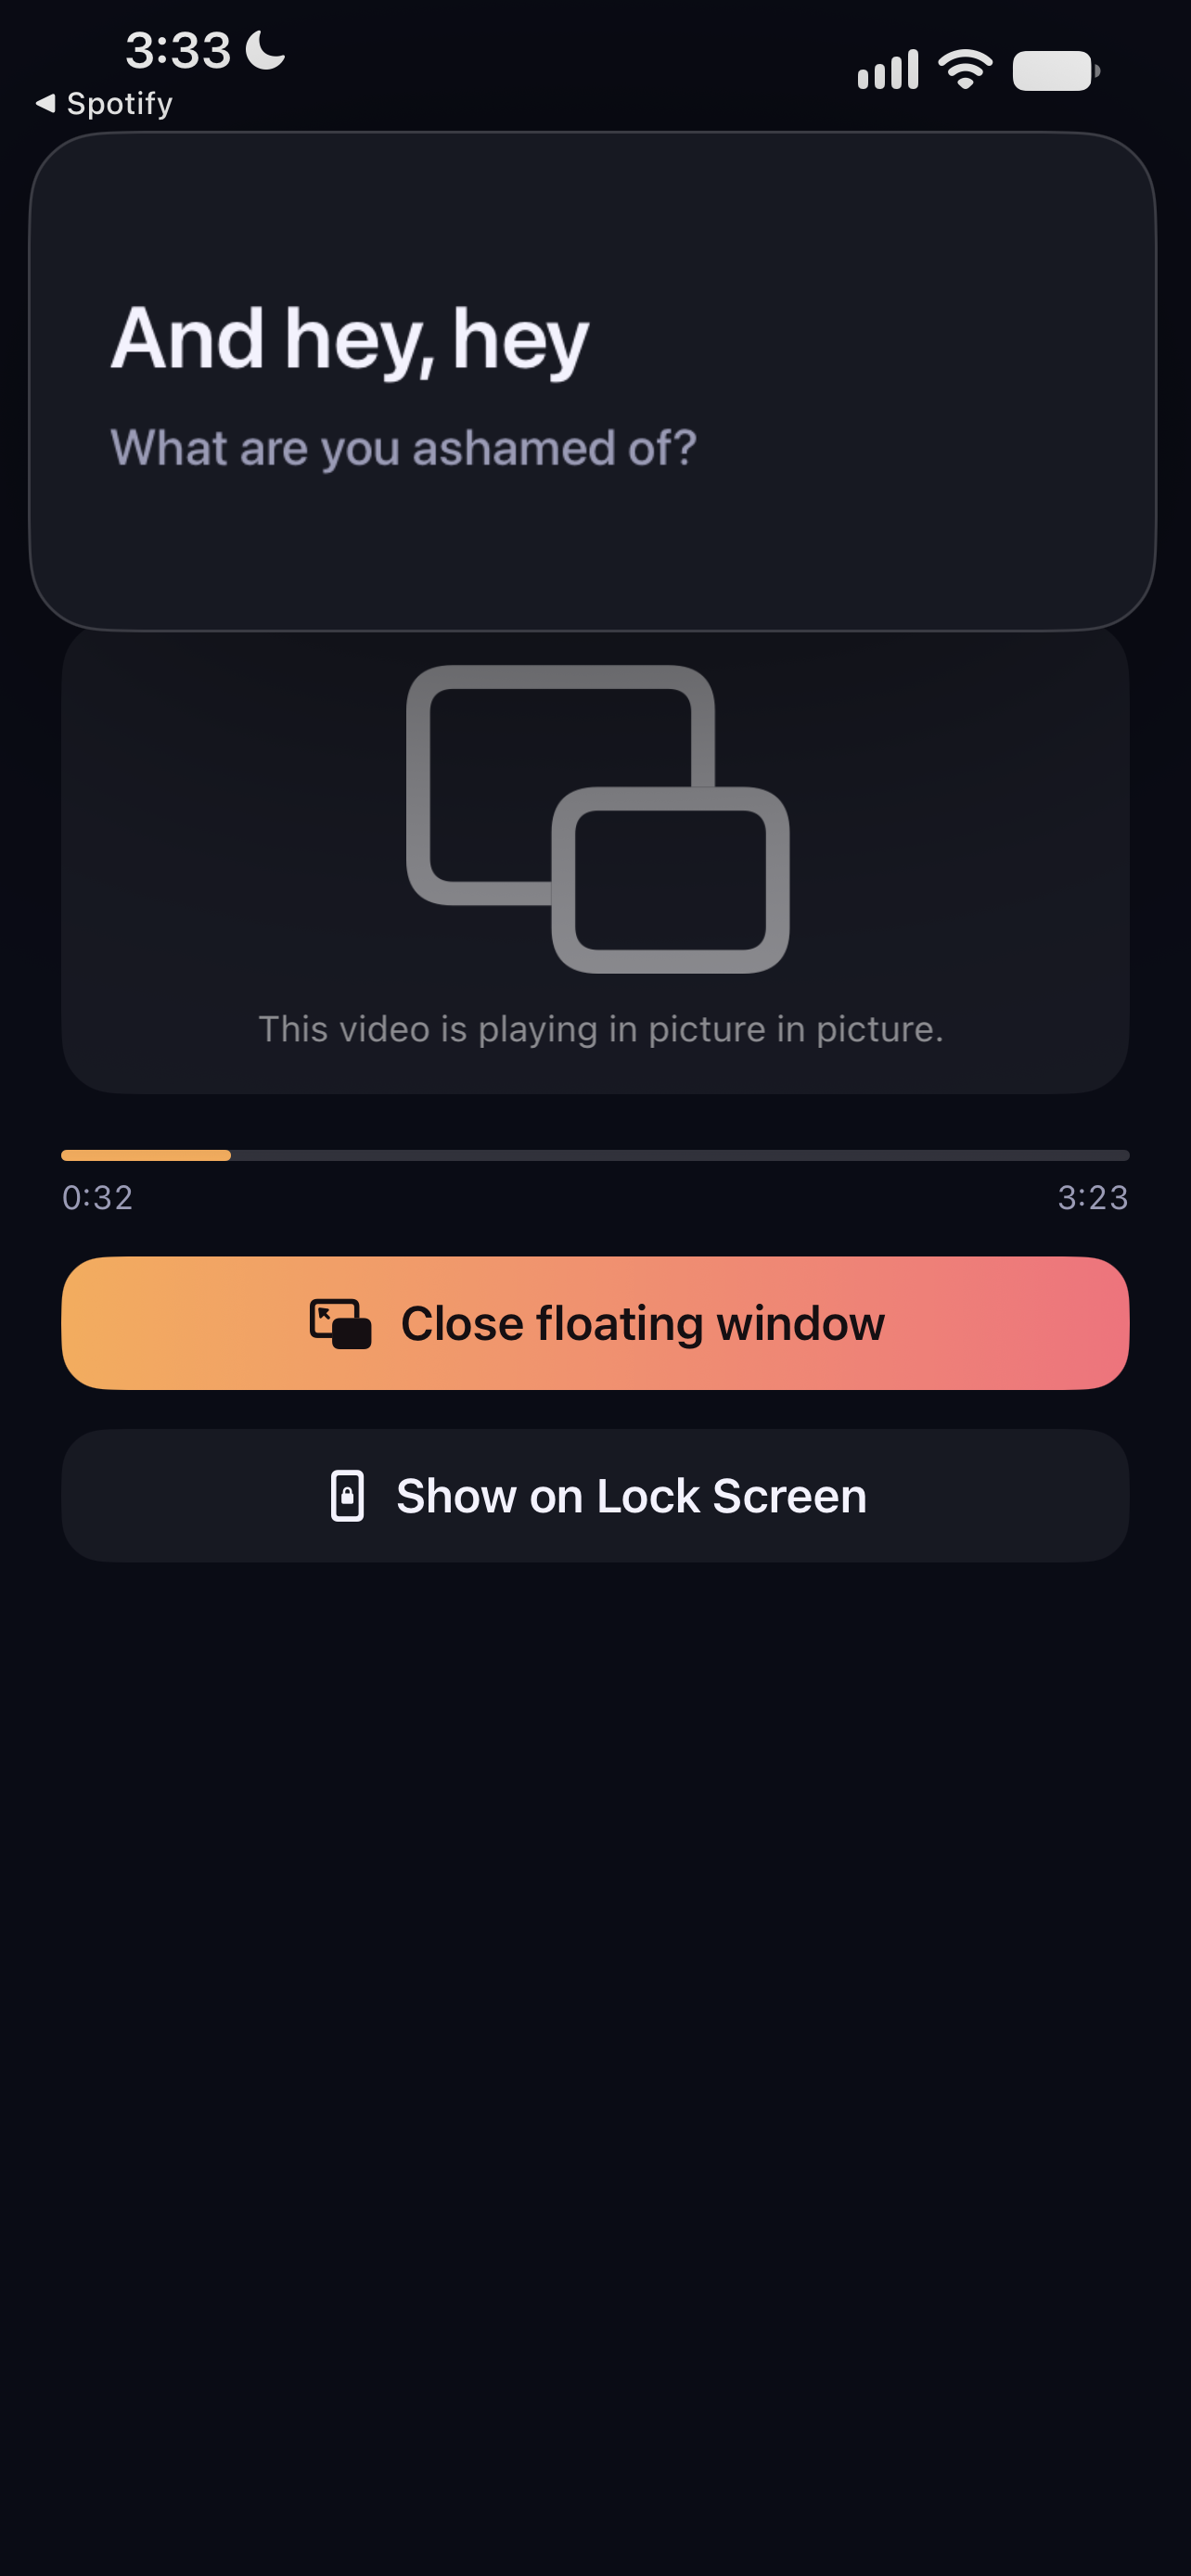 3:33
Spotify
And hey, hey
What are you ashamed of?
This video is playing in picture in picture.
0:32 3:23
Close floating window
Show on Lock Screen